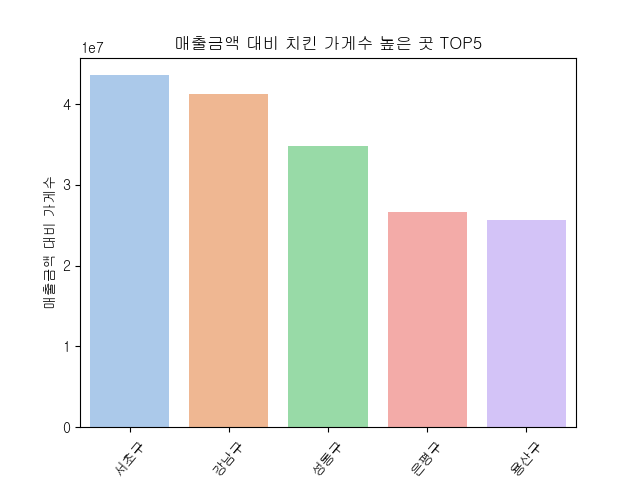 매출금액 대비 치킨 가게수 높은 곳 TOP5
1e7
매출금액 대비 가게수
4
3
2
1
0
서초구
강남구
성동구
은평구
용산구